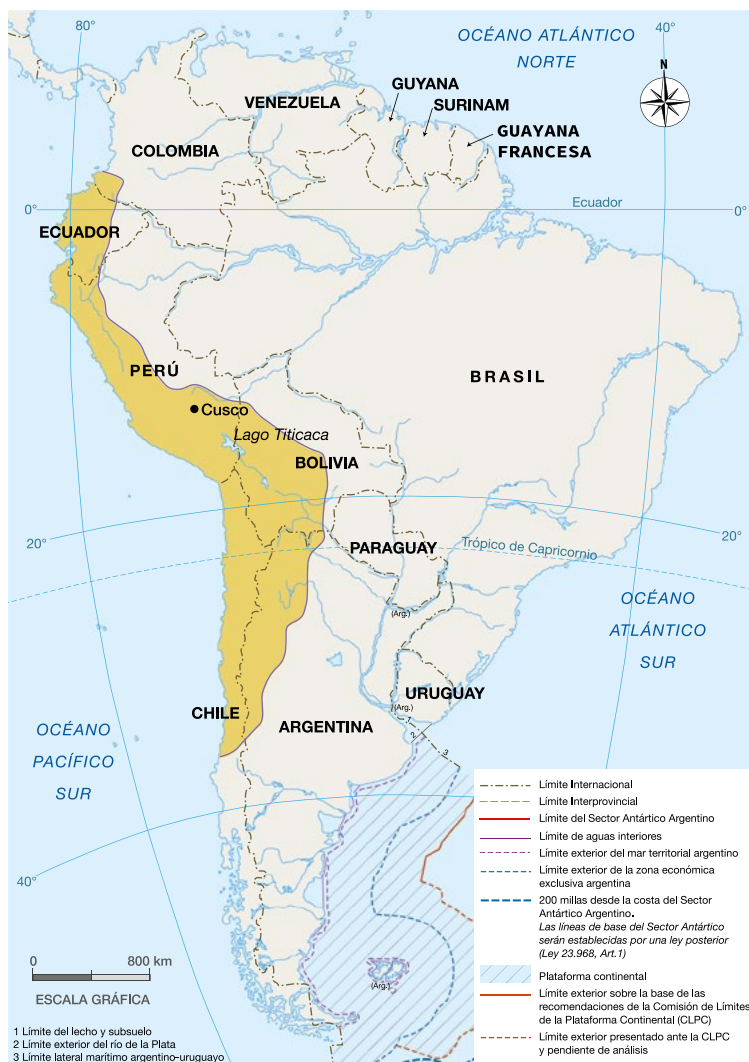 80°
40°
OCÉANO ATLÁNTICO
NORTE
N
GUYANA
VENEZUELA
SURINAM
GUAYANA
FRANCESA
COLOMBIA
Ecuador
0°
0°
ECUADOR
PERÚ
BRASIL
Cusco
Lago Titicaca
BOLIVIA
20°
20°
PARAGUAY
Trópico de Capricornio
(Arg.)
OCÉANO
ATLÁNTICO
SUR
URUGUAY
(Arg.)
CHILE
ARGENTINA
1
2
3
OCÉANO
PACÍFICO
SUR
40°
(Arg.)
Límite Internacional
Límite Interprovincial
Límite del Sector Antártico Argentino
Límite de aguas interiores
Límite exterior del mar territorial argentino
Límite exterior de la zona económica
exclusiva argentina
200 millas desde la costa del Sector
Antártico Argentino.
Las líneas de base del Sector Antártico
serán establecidas por una ley posterior
(Ley 23.968, Art.1)
Plataforma continental
Límite exterior sobre la base de las
recomendaciones de la Comisión de Límites
de la Plataforma Continental (CLPC)
Límite exterior presentado ante la CLPC
y pendiente de análisis
0 800 km
ESCALA GRÁFICA
1 Límite del lecho y subsuelo
2 Límite exterior del río de la Plata
3 Límite lateral marítimo argentino-uruguayo